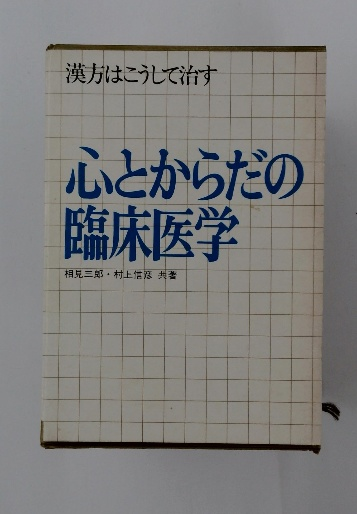 漢方はこうして治す
心とからだの
臨床医学
相見三郎・村上信彦 共著